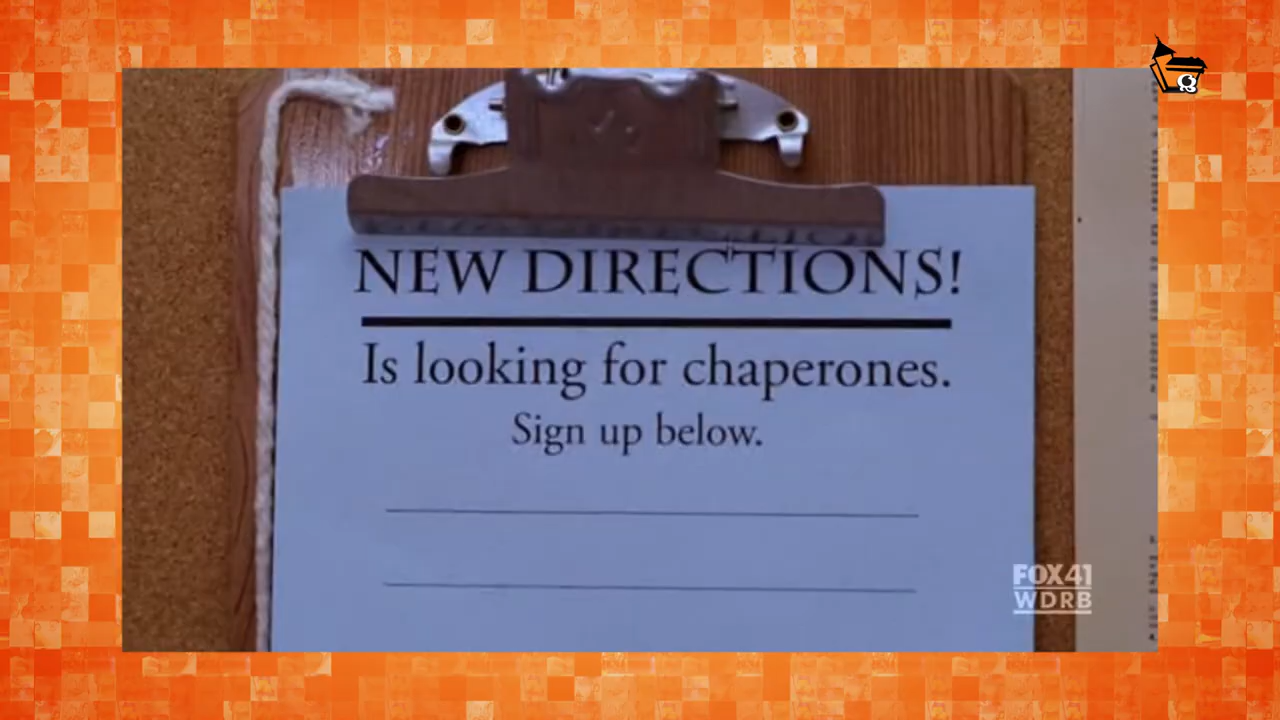 NEW DIRECTIONS!
Is looking for chaperones.
Sign up below.
FOX41
WDRB